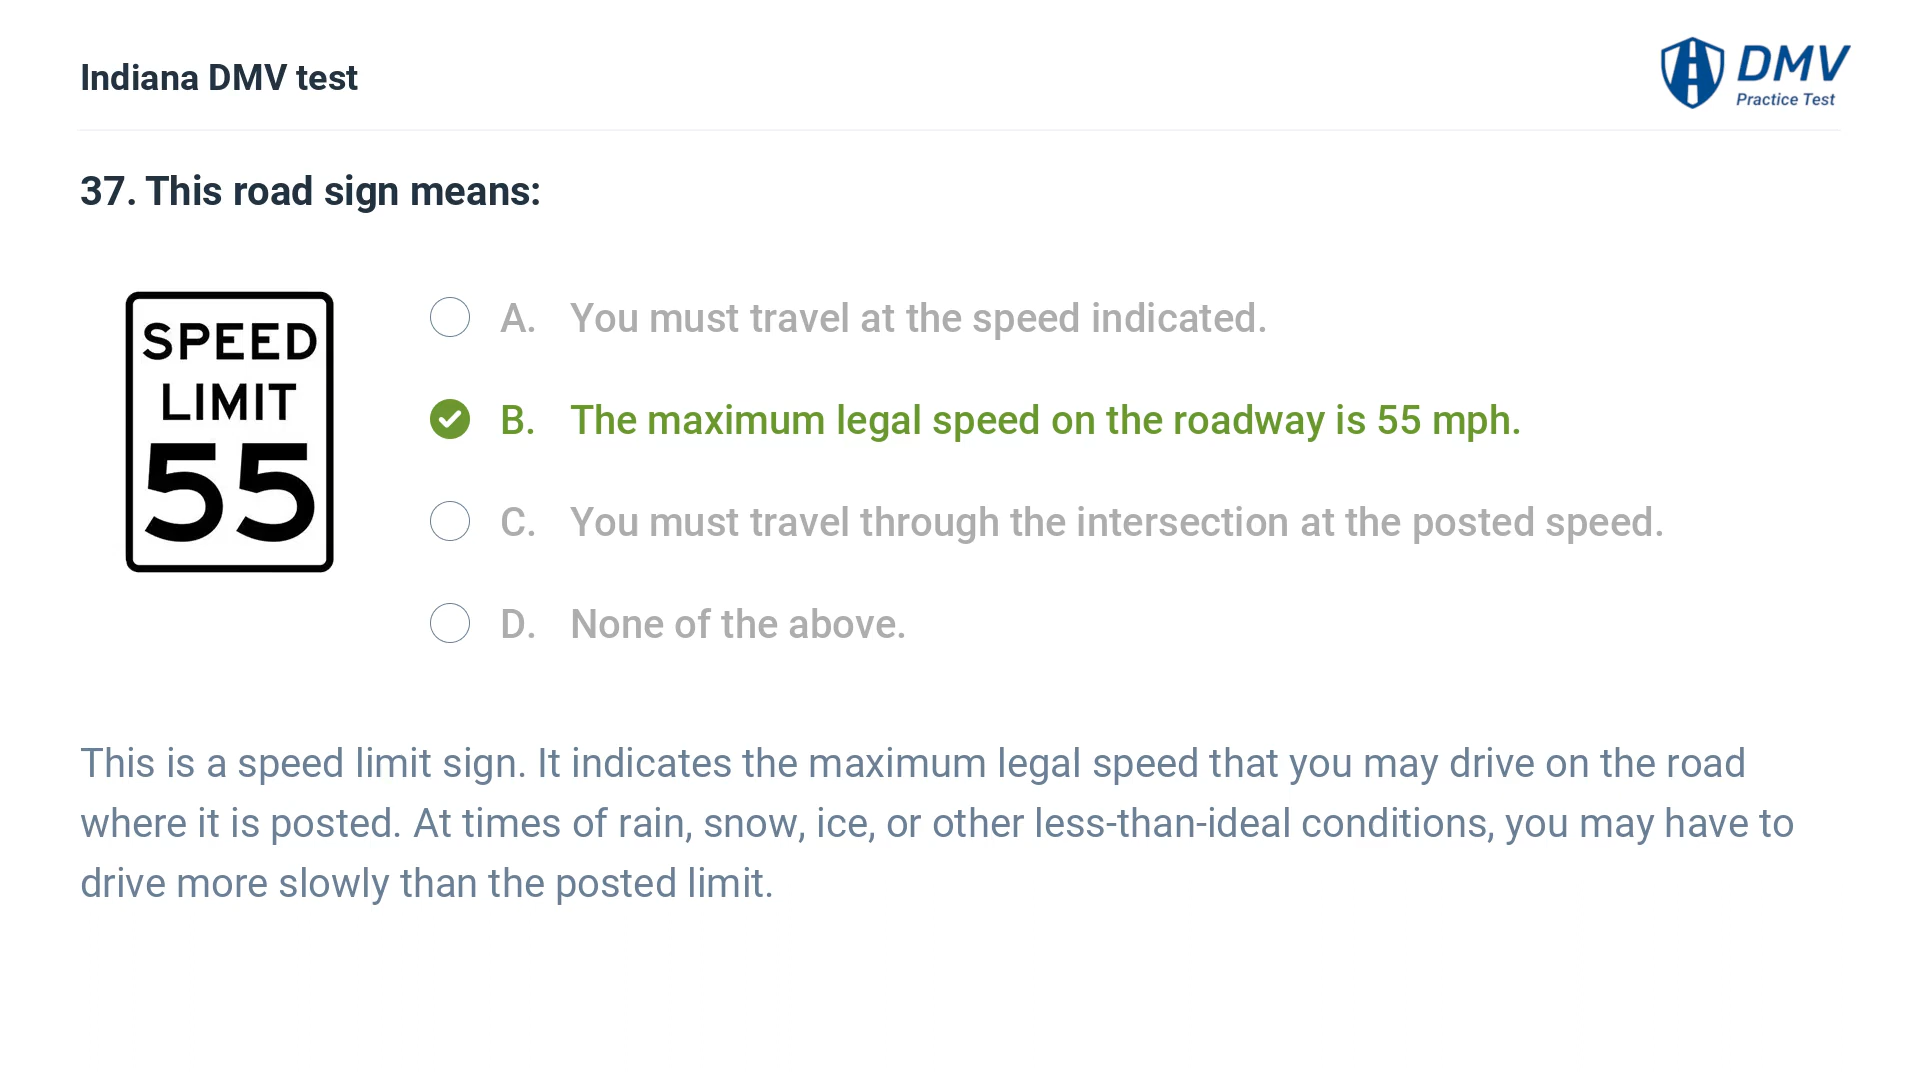 Indiana DMV test
DMV
Practice Test
37. This road sign means:
SPEED
LIMIT
55
A. You must travel at the speed indicated.
B. The maximum legal speed on the roadway is 55 mph.
C. You must travel through the intersection at the posted speed.
D. None of the above.
This is a speed limit sign. It indicates the maximum legal speed that you may drive on the road
where it is posted. At times of rain, snow, ice, or other less-than-ideal conditions, you may have to
drive more slowly than the posted limit.